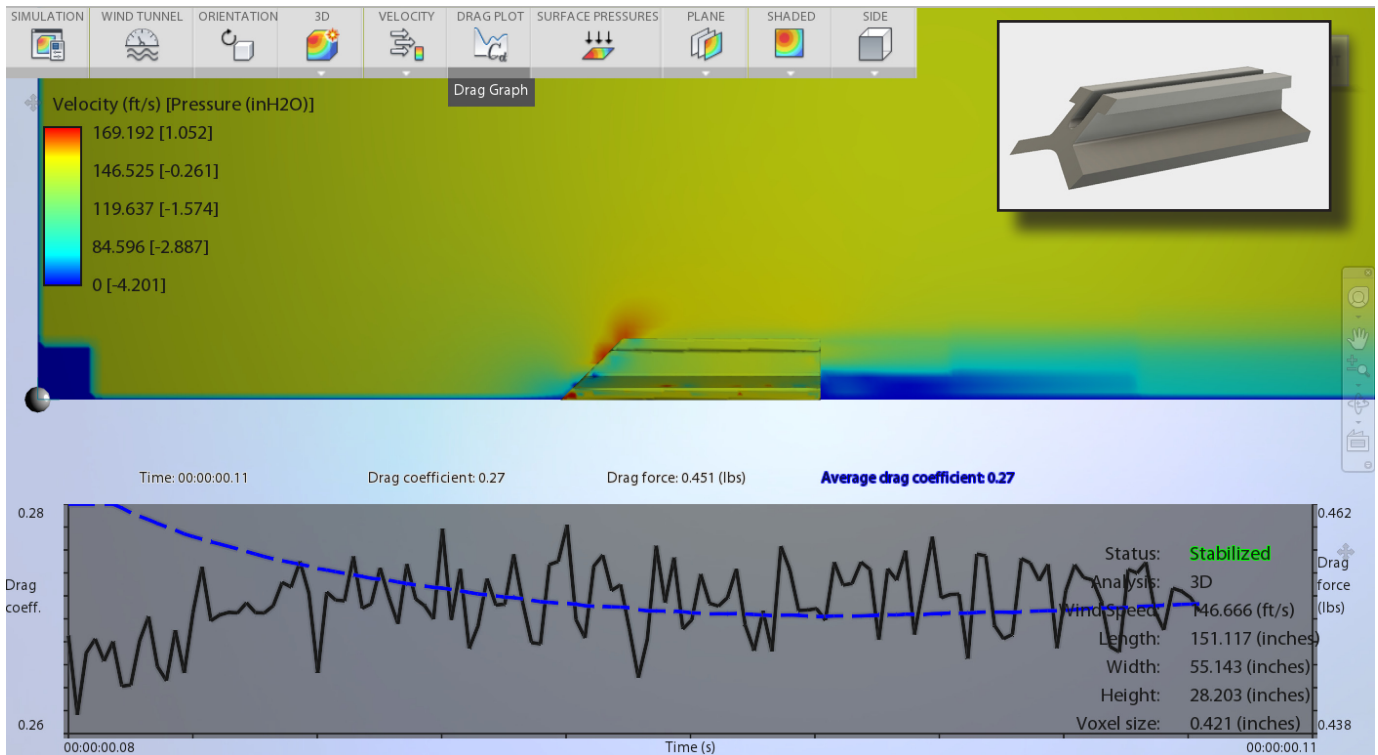 SIMULATION WIND TUNNEL ORIENTATION 3D VELOCITY DRAG PLOT SURFACE PRESSURES PLANE SHADED SIDE
Drag Graph
Velocity (ft/s) [Pressure (inH2O)]
169.192 [1.052]
146.525 [-0.261]
119.637 [-1.574]
84.596 [-2.887]
0 [-4.201]
Time: 00:00:00.11 Drag coefficient: 0.27 Drag force: 0.451 (lbs) Average drag coefficient: 0.27
0.28
Drag
coeff.
0.26
0.462
Drag
force
(lbs)
0.438
Status: Stabilized
Analysis: 3D
Wind Speed: 146.666 (ft/s)
Length: 151.117 (inches)
Width: 55.143 (inches)
Height: 28.203 (inches)
Voxel size: 0.421 (inches)
00:00:00.08 Time (s) 00:00:00.11